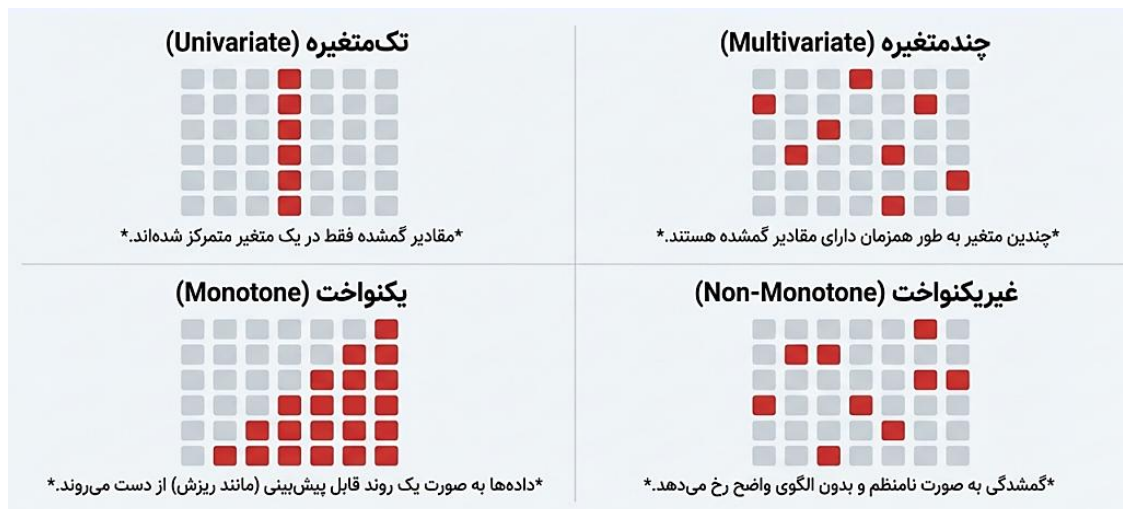 چندمتغیره (Multivariate)
*چندین متغیر به طور همزمان دارای مقادیر گمشده هستند.*
تک‌متغیره (Univariate)
*مقادیر گمشده فقط در یک متغیر متمرکز شده‌اند.*
غیریکنواخت (Non-Monotone)
*گمشدگی به صورت نامنظم و بدون الگوی واضح رخ می‌دهد.*
یکنواخت (Monotone)
*داده‌ها به صورت یک روند قابل پیش‌بینی (مانند ریزش) از دست می‌روند.*